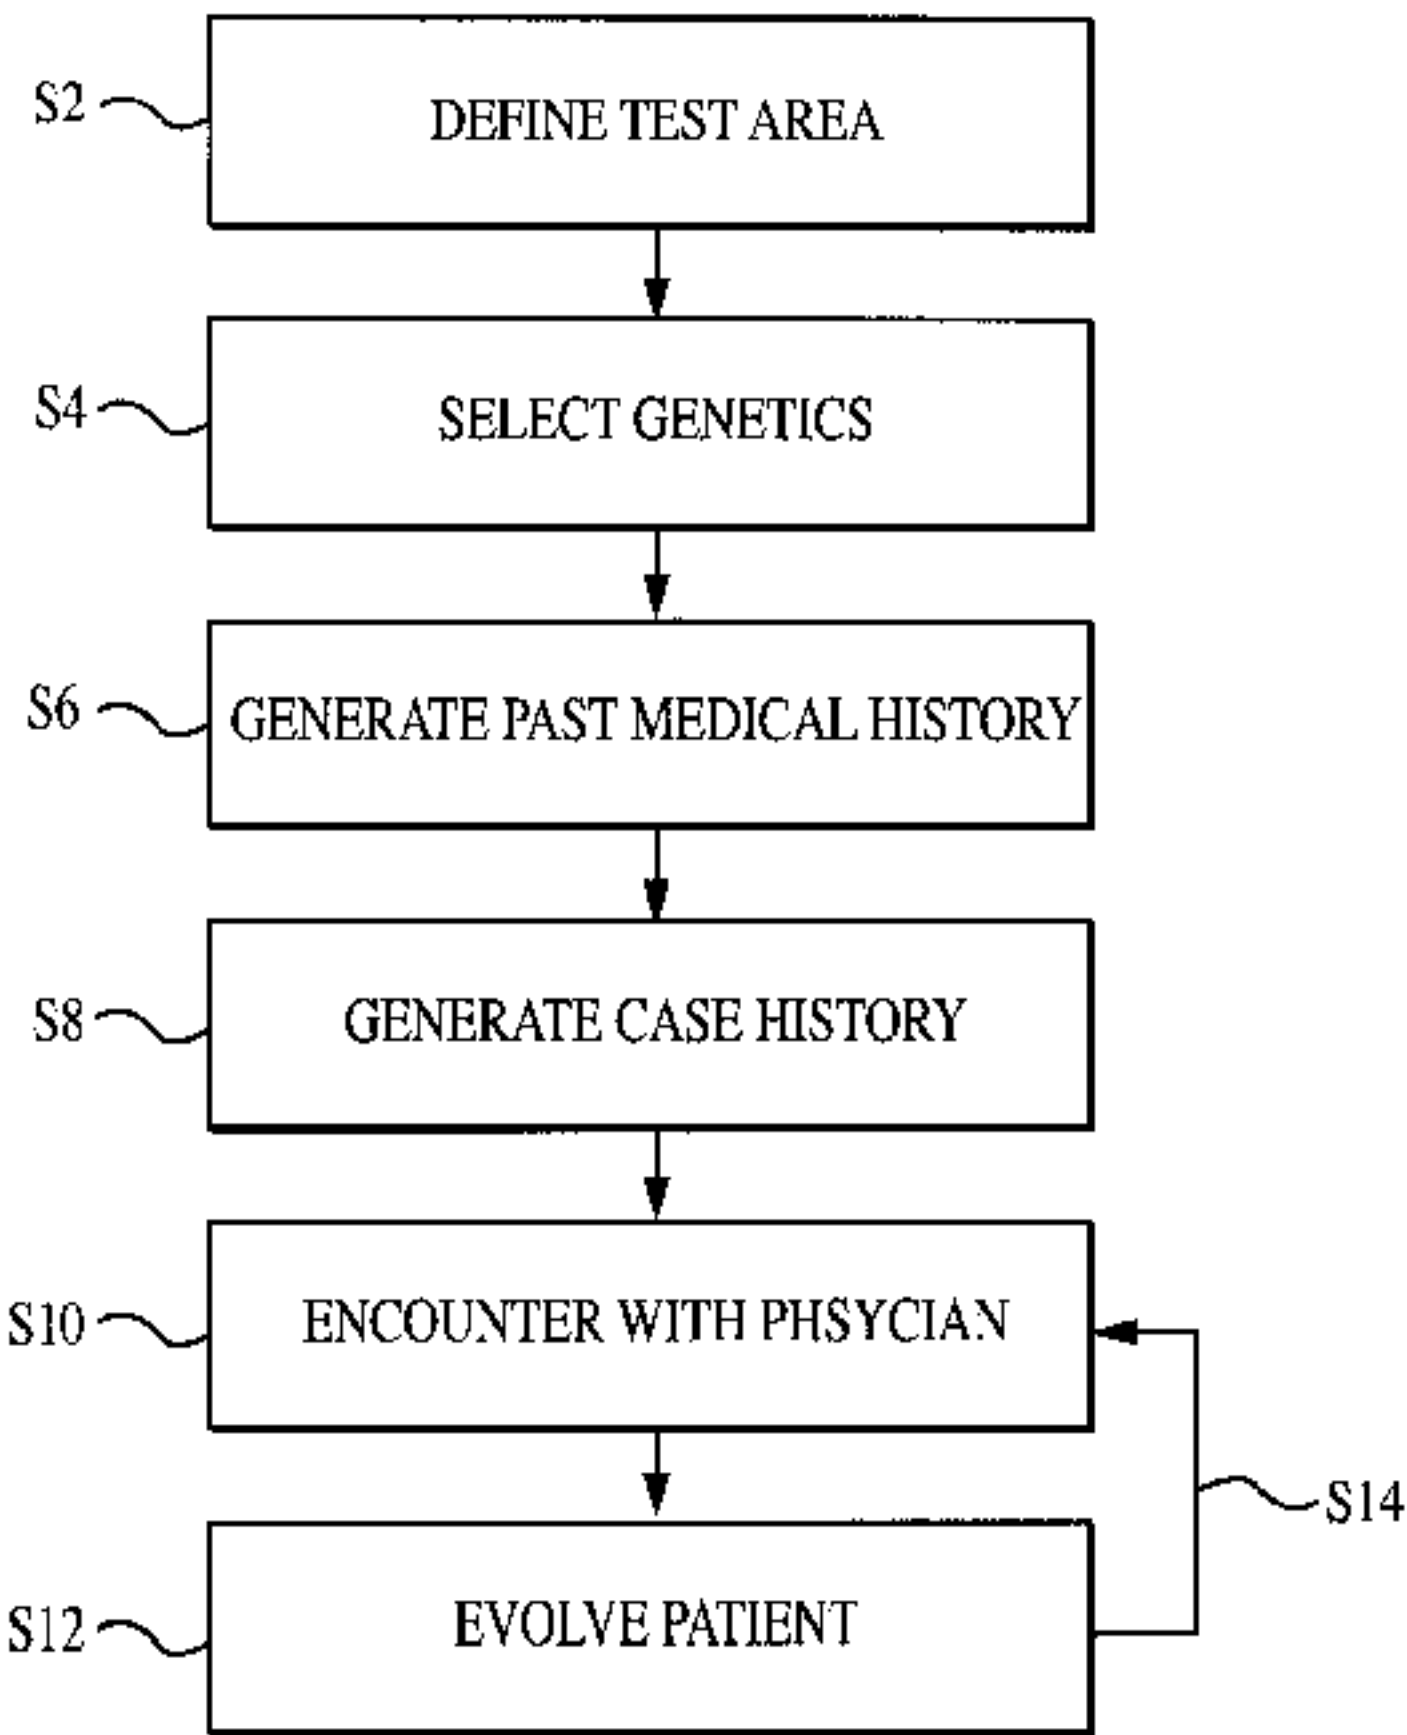 S2
DEFINE TEST AREA
S4
SELECT GENETICS
S6
GENERATE PAST MEDICAL HISTORY
S8
GENERATE CASE HISTORY
S10
ENCOUNTER WITH PHSYCIAN
S14
S12
EVOLVE PATIENT